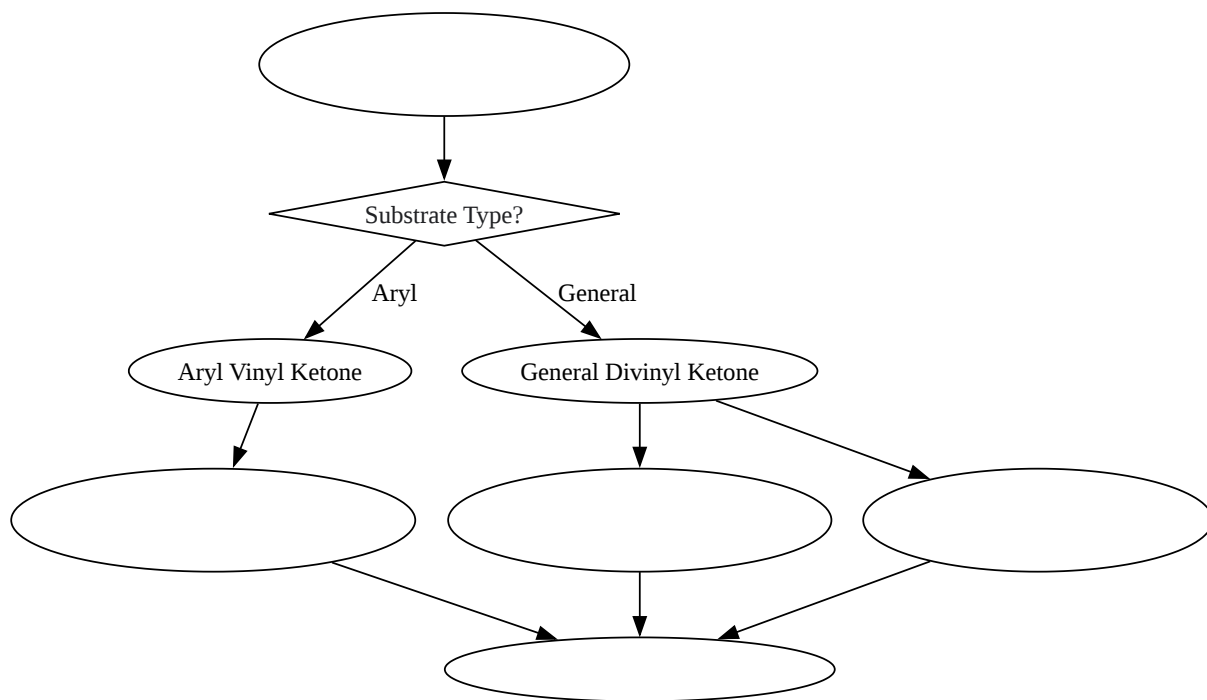 Substrate Type?
Aryl
General
Aryl Vinyl Ketone
General Divinyl Ketone